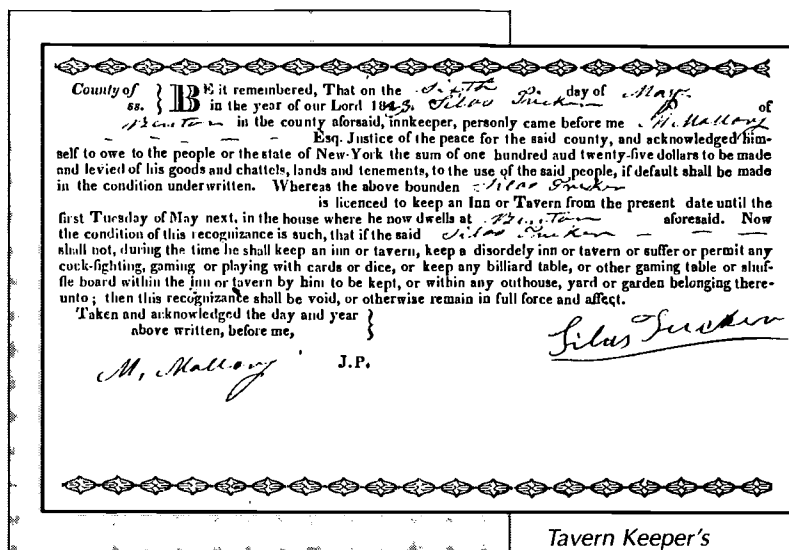 County of ss. } BE it remembered, That on the Sixth day of May
in the year of our Lord 1823. Silas Tucker of
Benton in the county aforsaid, innkeeper, personly came before me M. Mallory
— — — — — Esq. Justice of the peace for the said county, and acknowledged him-
self to owe to the people or the state of New-York the sum of one hundred aud twenty-five dollars to be made
and levied of his goods and chattels, lands and tenements, to the use of the said people, if default shall be made
in the condition underwritten. Whereas the above bounden Silas Tucker
is licenced to keep an Inn or Tavern from the present date until the
first Tuesday of May next, in the house where he now dwells at Benton aforesaid. Now
the condition of this recognizance is such, that if the said Silas Tucker — — —
shall not, during the time he shall keep an inn or tavern, keep a disordely inn or tavern or suffer or permit any
cock-fighting, gaming or playing with cards or dice, or keep any billiard table, or other gaming table or shuf-
fle board within the inn or tavern by him to be kept, or within any outhouse, yard or garden belonging there-
unto; then this recognizance shall be void, or otherwise remain in full force and affect.
Taken and acknowledged the day and year }
above written, before me,
Silas Tucker
M. Mallory J.P.
Tavern Keeper's